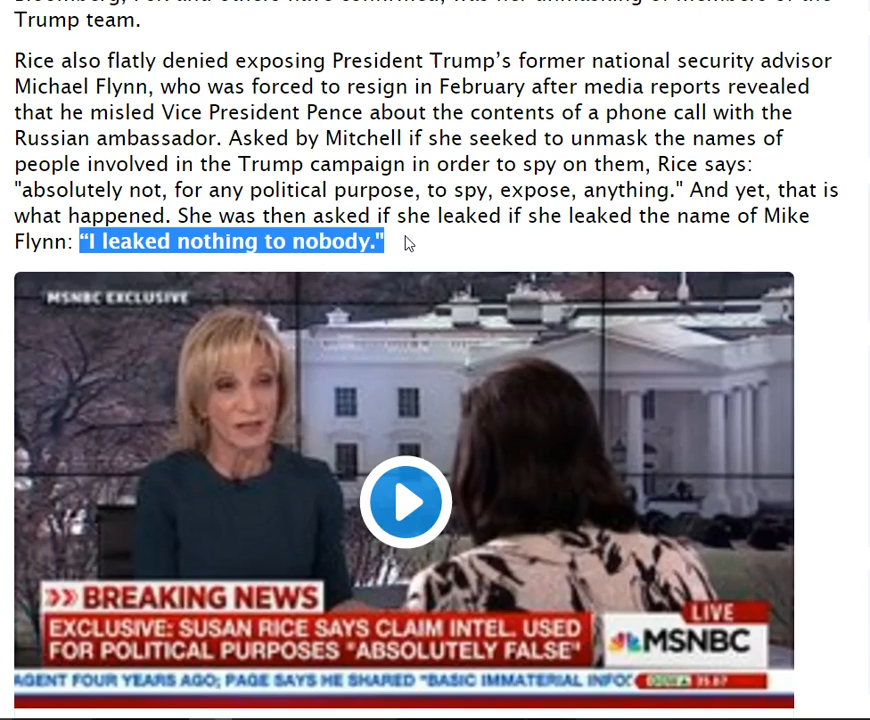 Trump team.
Rice also flatly denied exposing President Trump’s former national security advisor
Michael Flynn, who was forced to resign in February after media reports revealed
that he misled Vice President Pence about the contents of a phone call with the
Russian ambassador. Asked by Mitchell if she seeked to unmask the names of
people involved in the Trump campaign in order to spy on them, Rice says:
"absolutely not, for any political purpose, to spy, expose, anything." And yet, that is
what happened. She was then asked if she leaked if she leaked the name of Mike
Flynn: “I leaked nothing to nobody."
MSNBC EXCLUSIVE
BREAKING NEWS
LIVE
EXCLUSIVE: SUSAN RICE SAYS CLAIM INTEL. USED
FOR POLITICAL PURPOSES "ABSOLUTELY FALSE"
MSNBC
AGENT FOUR YEARS AGO; PAGE SAYS HE SHARED "BASIC IMMATERIAL